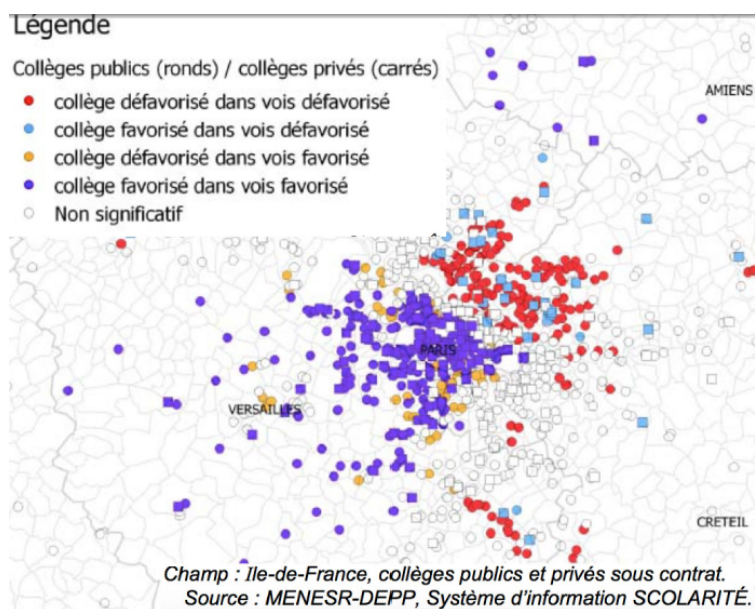 Légende
Collèges publics (ronds) / collèges privés (carrés)
collège défavorisé dans vois défavorisé
collège favorisé dans vois défavorisé
collège défavorisé dans vois favorisé
collège favorisé dans vois favorisé
Non significatif
AMIENS
PARIS
VERSAILLES
CRETEIL
Champ : Ile-de-France, collèges publics et privés sous contrat.
Source : MENESR-DEPP, Système d'information SCOLARITÉ.